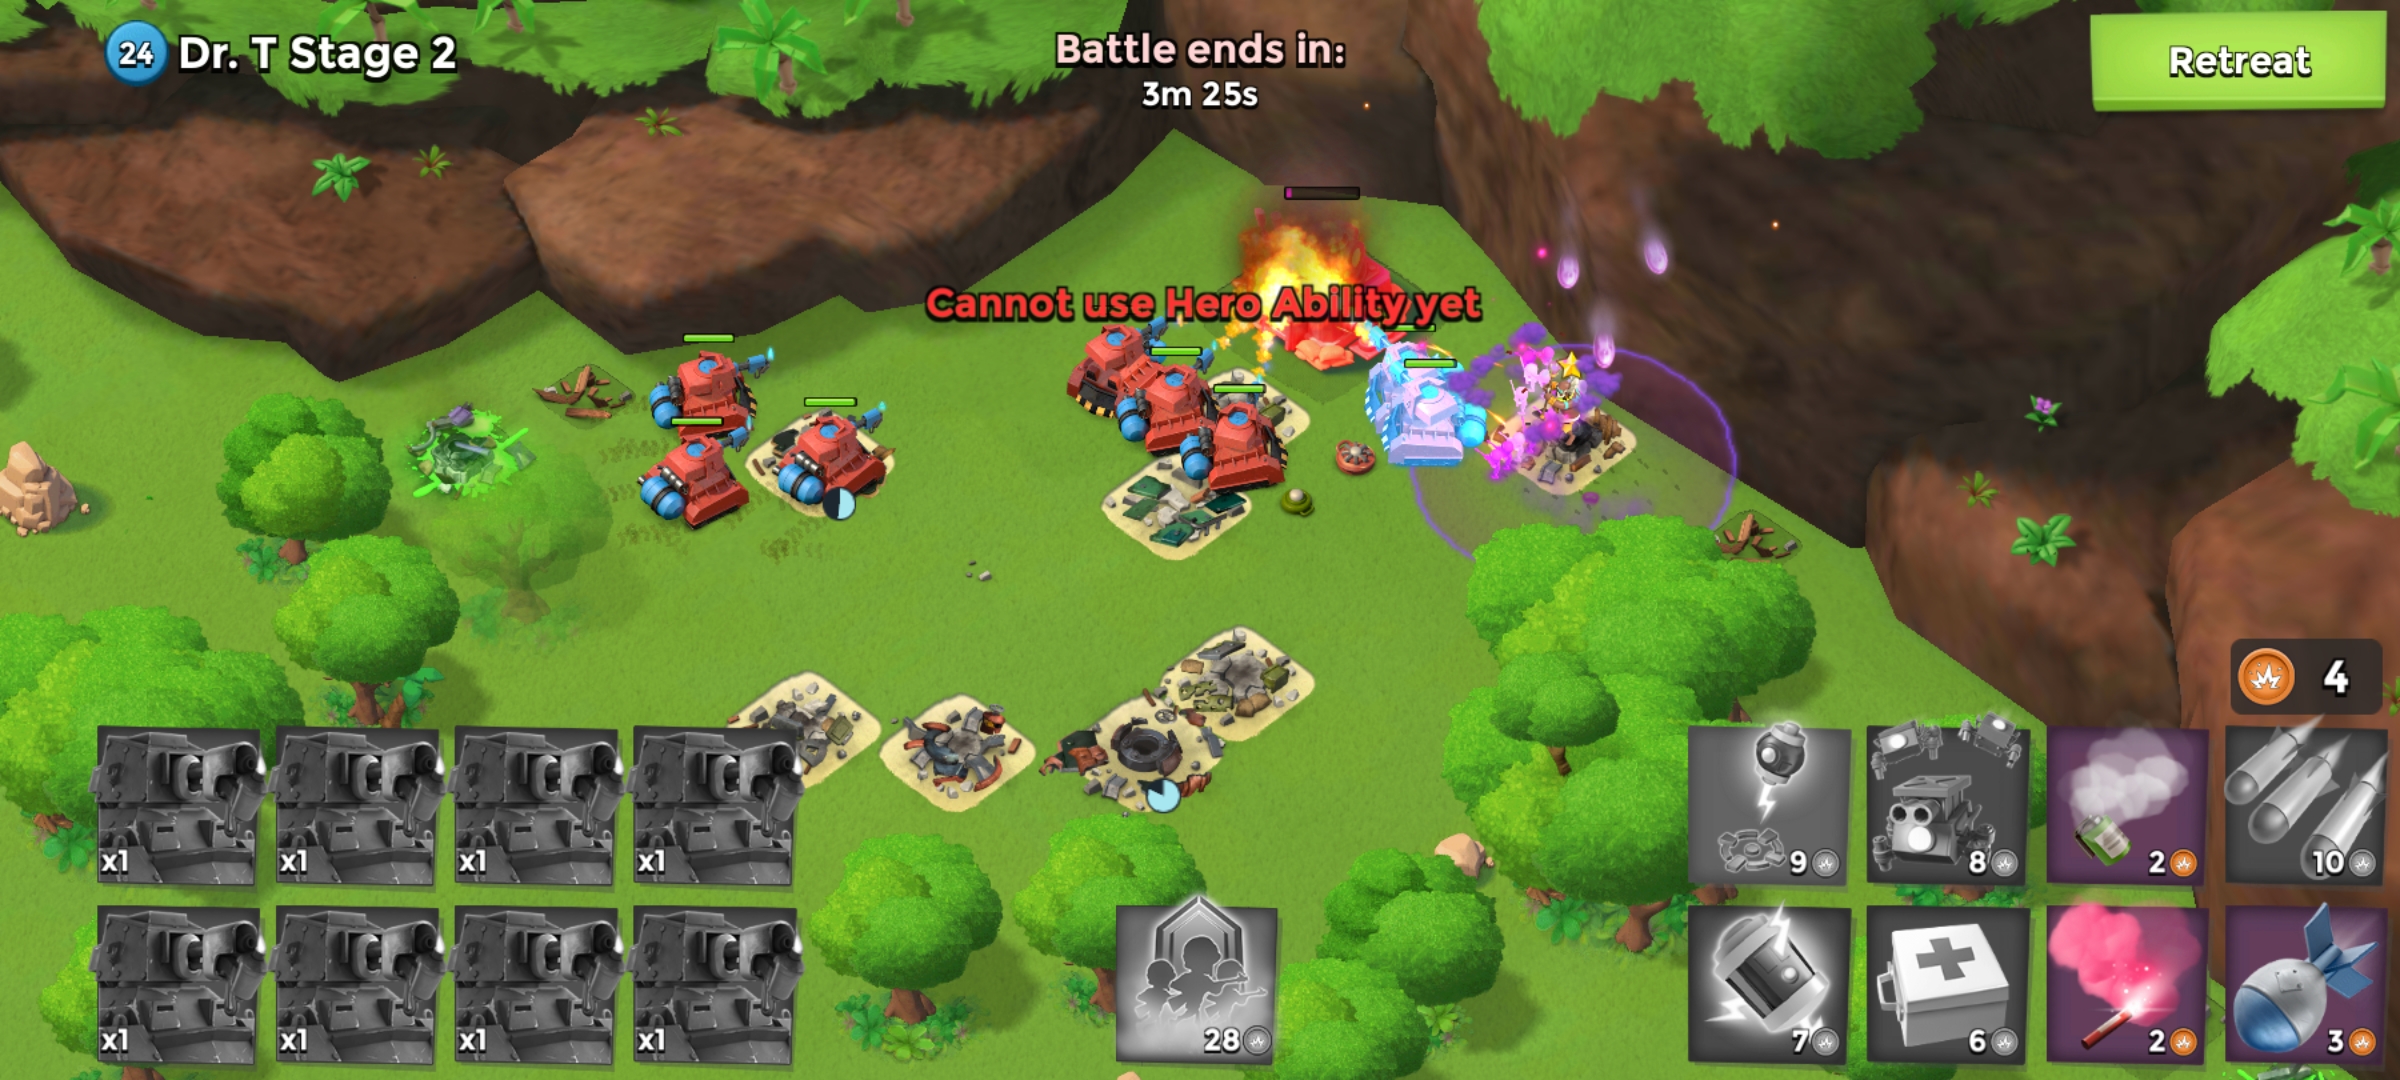 24 Dr. T Stage 2
Battle ends in:
3m 25s
Retreat
Cannot use Hero Ability yet
4
x1 x1 x1 x1
9 8 2 10
x1 x1 x1 x1
28
7 6 2 3